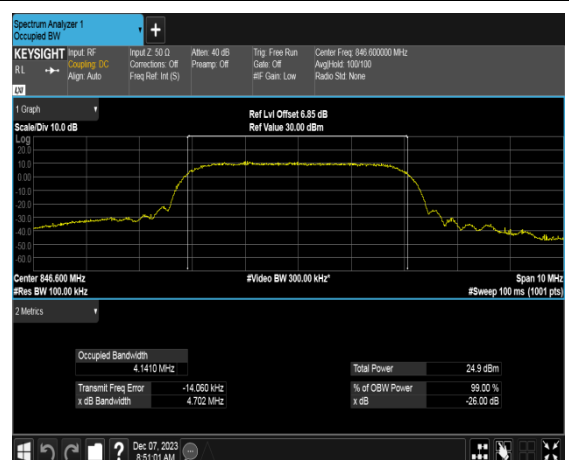 Spectrum Analyzer 1
Occupied BW
+
KEYSIGHT Input: RF Input Z: 50 Ω Atten: 40 dB Trig: Free Run Center Freq: 846.600000 MHz
RL Coupling: DC Corrections: Off Preamp: Off Gate: Off Avg|Hold: 100/100
Align: Auto Freq Ref: Int (S) #IF Gain: Low Radio Std: None
LXI
1 Graph
Ref Lvl Offset 6.85 dB
Scale/Div 10.0 dB Ref Value 30.00 dBm
Log
20.0
10.0
0.00
-10.0
-20.0
-30.0
-40.0
-50.0
-60.0
Center 846.600 MHz #Video BW 300.00 kHz* Span 10 MHz
#Res BW 100.00 kHz #Sweep 100 ms (1001 pts)
2 Metrics
Occupied Bandwidth
4.1410 MHz Total Power 24.9 dBm
Transmit Freq Error -14.060 kHz % of OBW Power 99.00 %
x dB Bandwidth 4.702 MHz x dB -26.00 dB
? Dec 07, 2023
8:51:01 AM